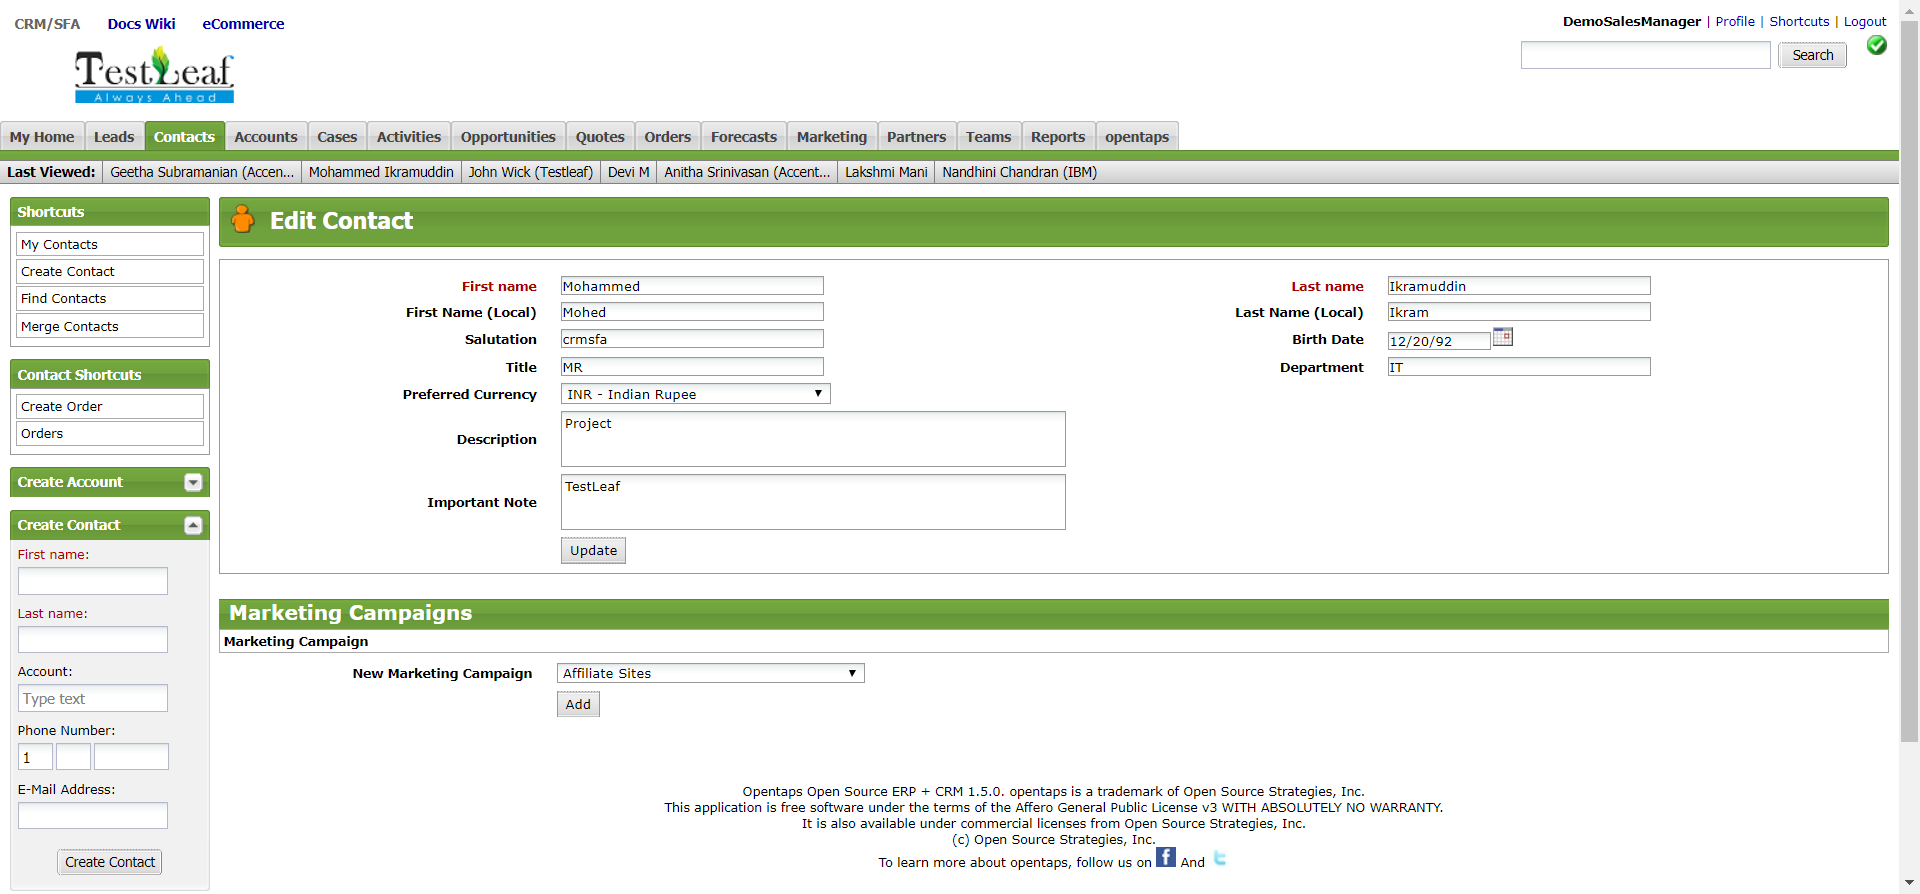 CRM/SFA Docs Wiki eCommerce
DemoSalesManager | Profile | Shortcuts | Logout
Search
TestLeaf
Always Ahead
My Home Leads Contacts Accounts Cases Activities Opportunities Quotes Orders Forecasts Marketing Partners Teams Reports opentaps
Last Viewed: Geetha Subramanian (Accen... Mohammed Ikramuddin John Wick (Testleaf) Devi M Anitha Srinivasan (Accent... Lakshmi Mani Nandhini Chandran (IBM)
Shortcuts
My Contacts
Create Contact
Find Contacts
Merge Contacts
Contact Shortcuts
Create Order
Orders
Create Account
Create Contact
First name:
Last name:
Account:
Type text
Phone Number:
1
E-Mail Address:
Create Contact
Edit Contact
First name Mohammed Last name Ikramuddin
First Name (Local) Mohed Last Name (Local) Ikram
Salutation crmsfa Birth Date 12/20/92
Title MR Department IT
Preferred Currency INR - Indian Rupee
Description Project
Important Note TestLeaf
Update
Marketing Campaigns
Marketing Campaign
New Marketing Campaign Affiliate Sites
Add
Opentaps Open Source ERP + CRM 1.5.0. opentaps is a trademark of Open Source Strategies, Inc.
This application is free software under the terms of the Affero General Public License v3 WITH ABSOLUTELY NO WARRANTY.
It is also available under commercial licenses from Open Source Strategies, Inc.
(c) Open Source Strategies, Inc.
To learn more about opentaps, follow us on f And t